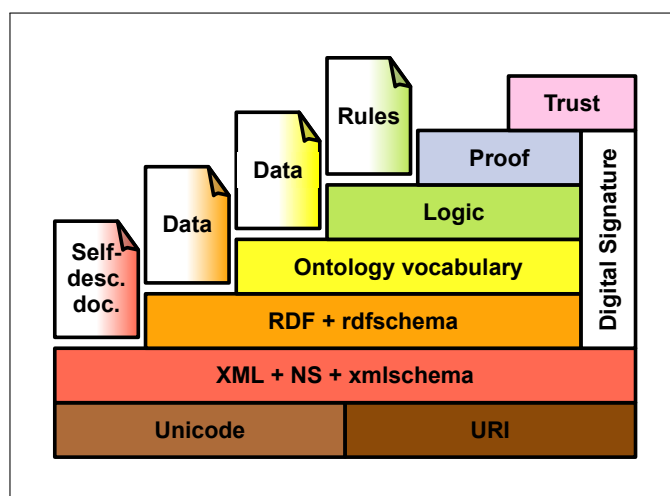 Trust
Rules
Proof
Data
Logic
Data
Ontology vocabulary
Digital Signature
Self-
desc.
doc.
RDF + rdfschema
XML + NS + xmlschema
Unicode
URI